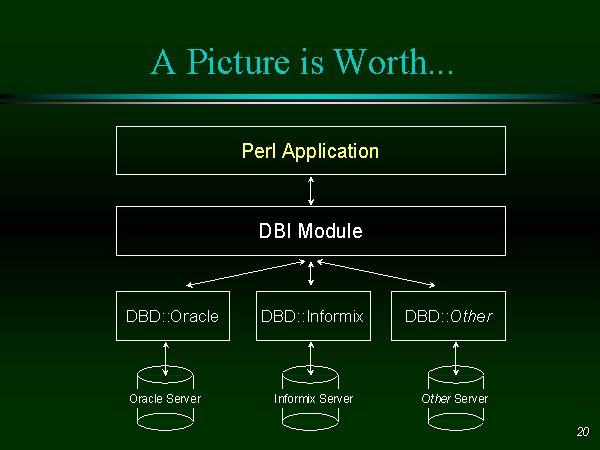 A Picture is Worth...
Perl Application
DBI Module
DBD::Oracle
DBD::Informix
DBD::Other
Oracle Server
Informix Server
Other Server
20